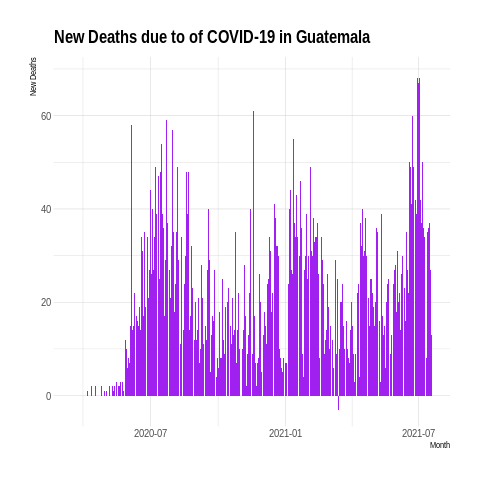 New Deaths due to of COVID-19 in Guatemala
New Deaths
60
40
20
0
2020-07
2021-01
2021-07
Month